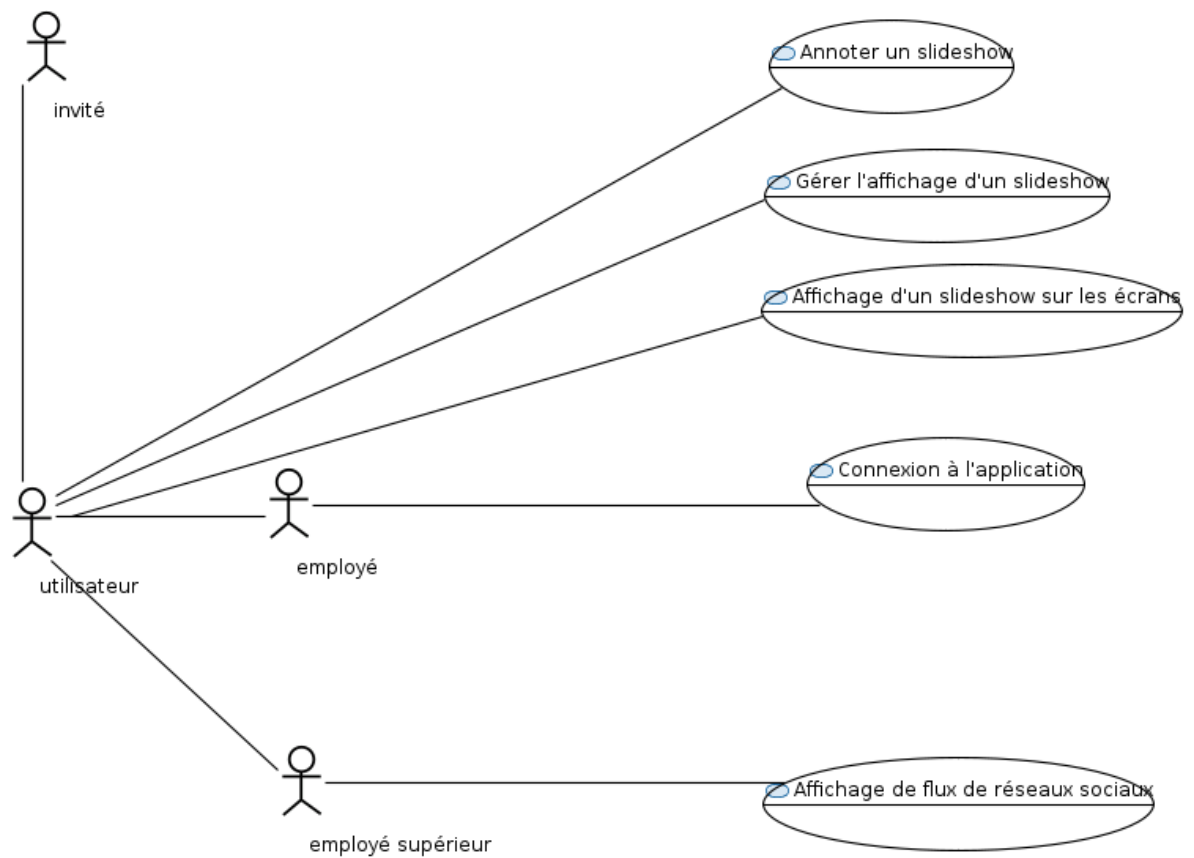 invité
Annoter un slideshow
Gérer l'affichage d'un slideshow
Affichage d'un slideshow sur les écrans
Connexion à l'application
employé
utilisateur
Affichage de flux de réseaux sociaux
employé supérieur